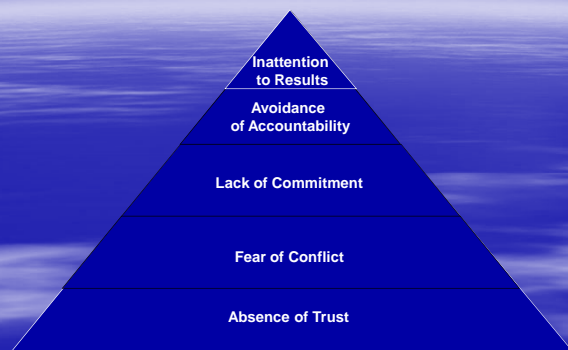 Inattention
to Results
Avoidance
of Accountability
Lack of Commitment
Fear of Conflict
Absence of Trust